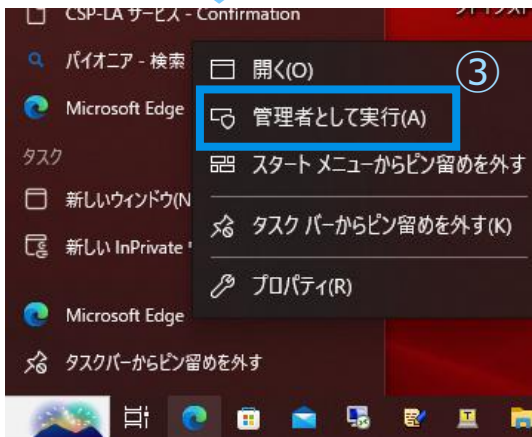 CSP-LA サービス - Confirmation
パイオニア - 検索
Microsoft Edge
タスク
新しいウィンドウ(N
新しい InPrivate
Microsoft Edge
タスクバーからピン留めを外す
③
開く(O)
管理者として実行(A)
スタート メニューからピン留めを外す
タスク バーからピン留めを外す(K)
プロパティ(R)